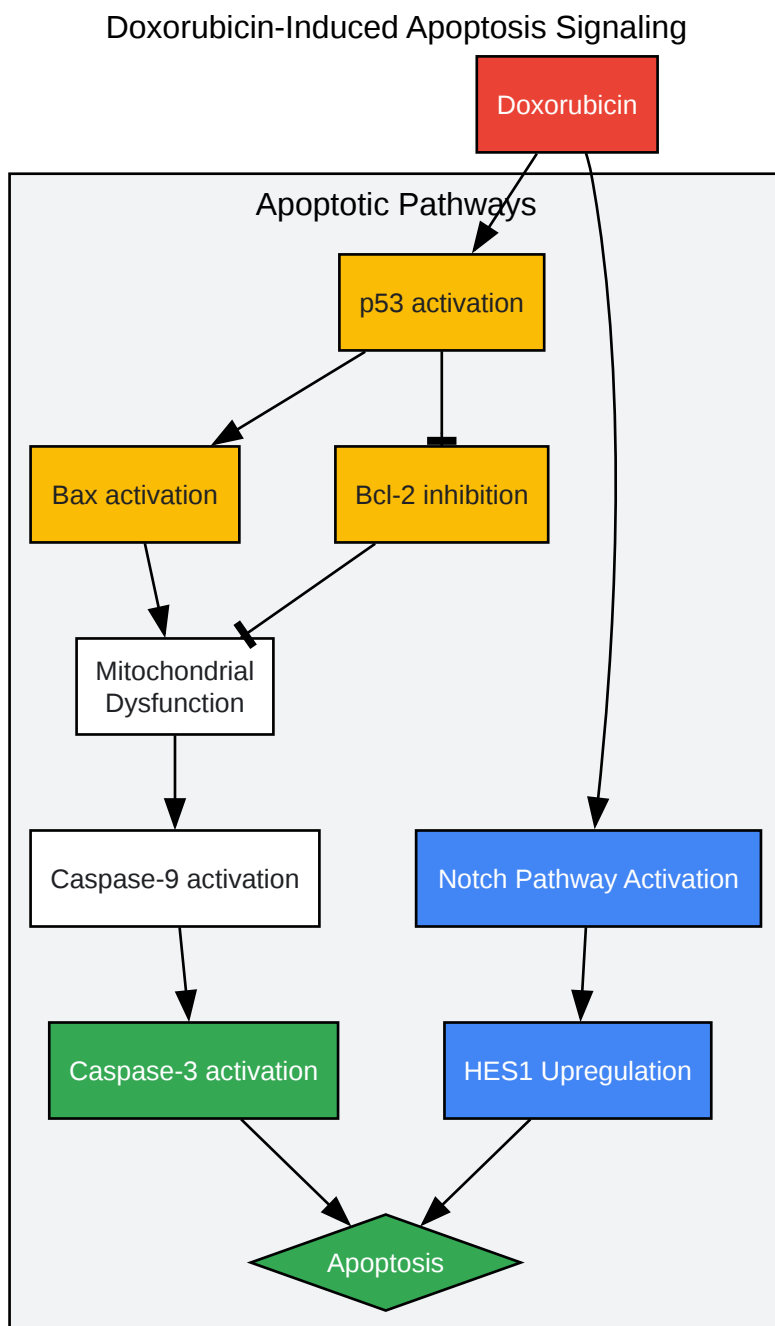 Doxorubicin-Induced Apoptosis Signaling
Doxorubicin
Apoptotic Pathways
p53 activation
Bax activation
Bcl-2 inhibition
Mitochondrial
Dysfunction
Caspase-9 activation
Notch Pathway Activation
Caspase-3 activation
HES1 Upregulation
Apoptosis